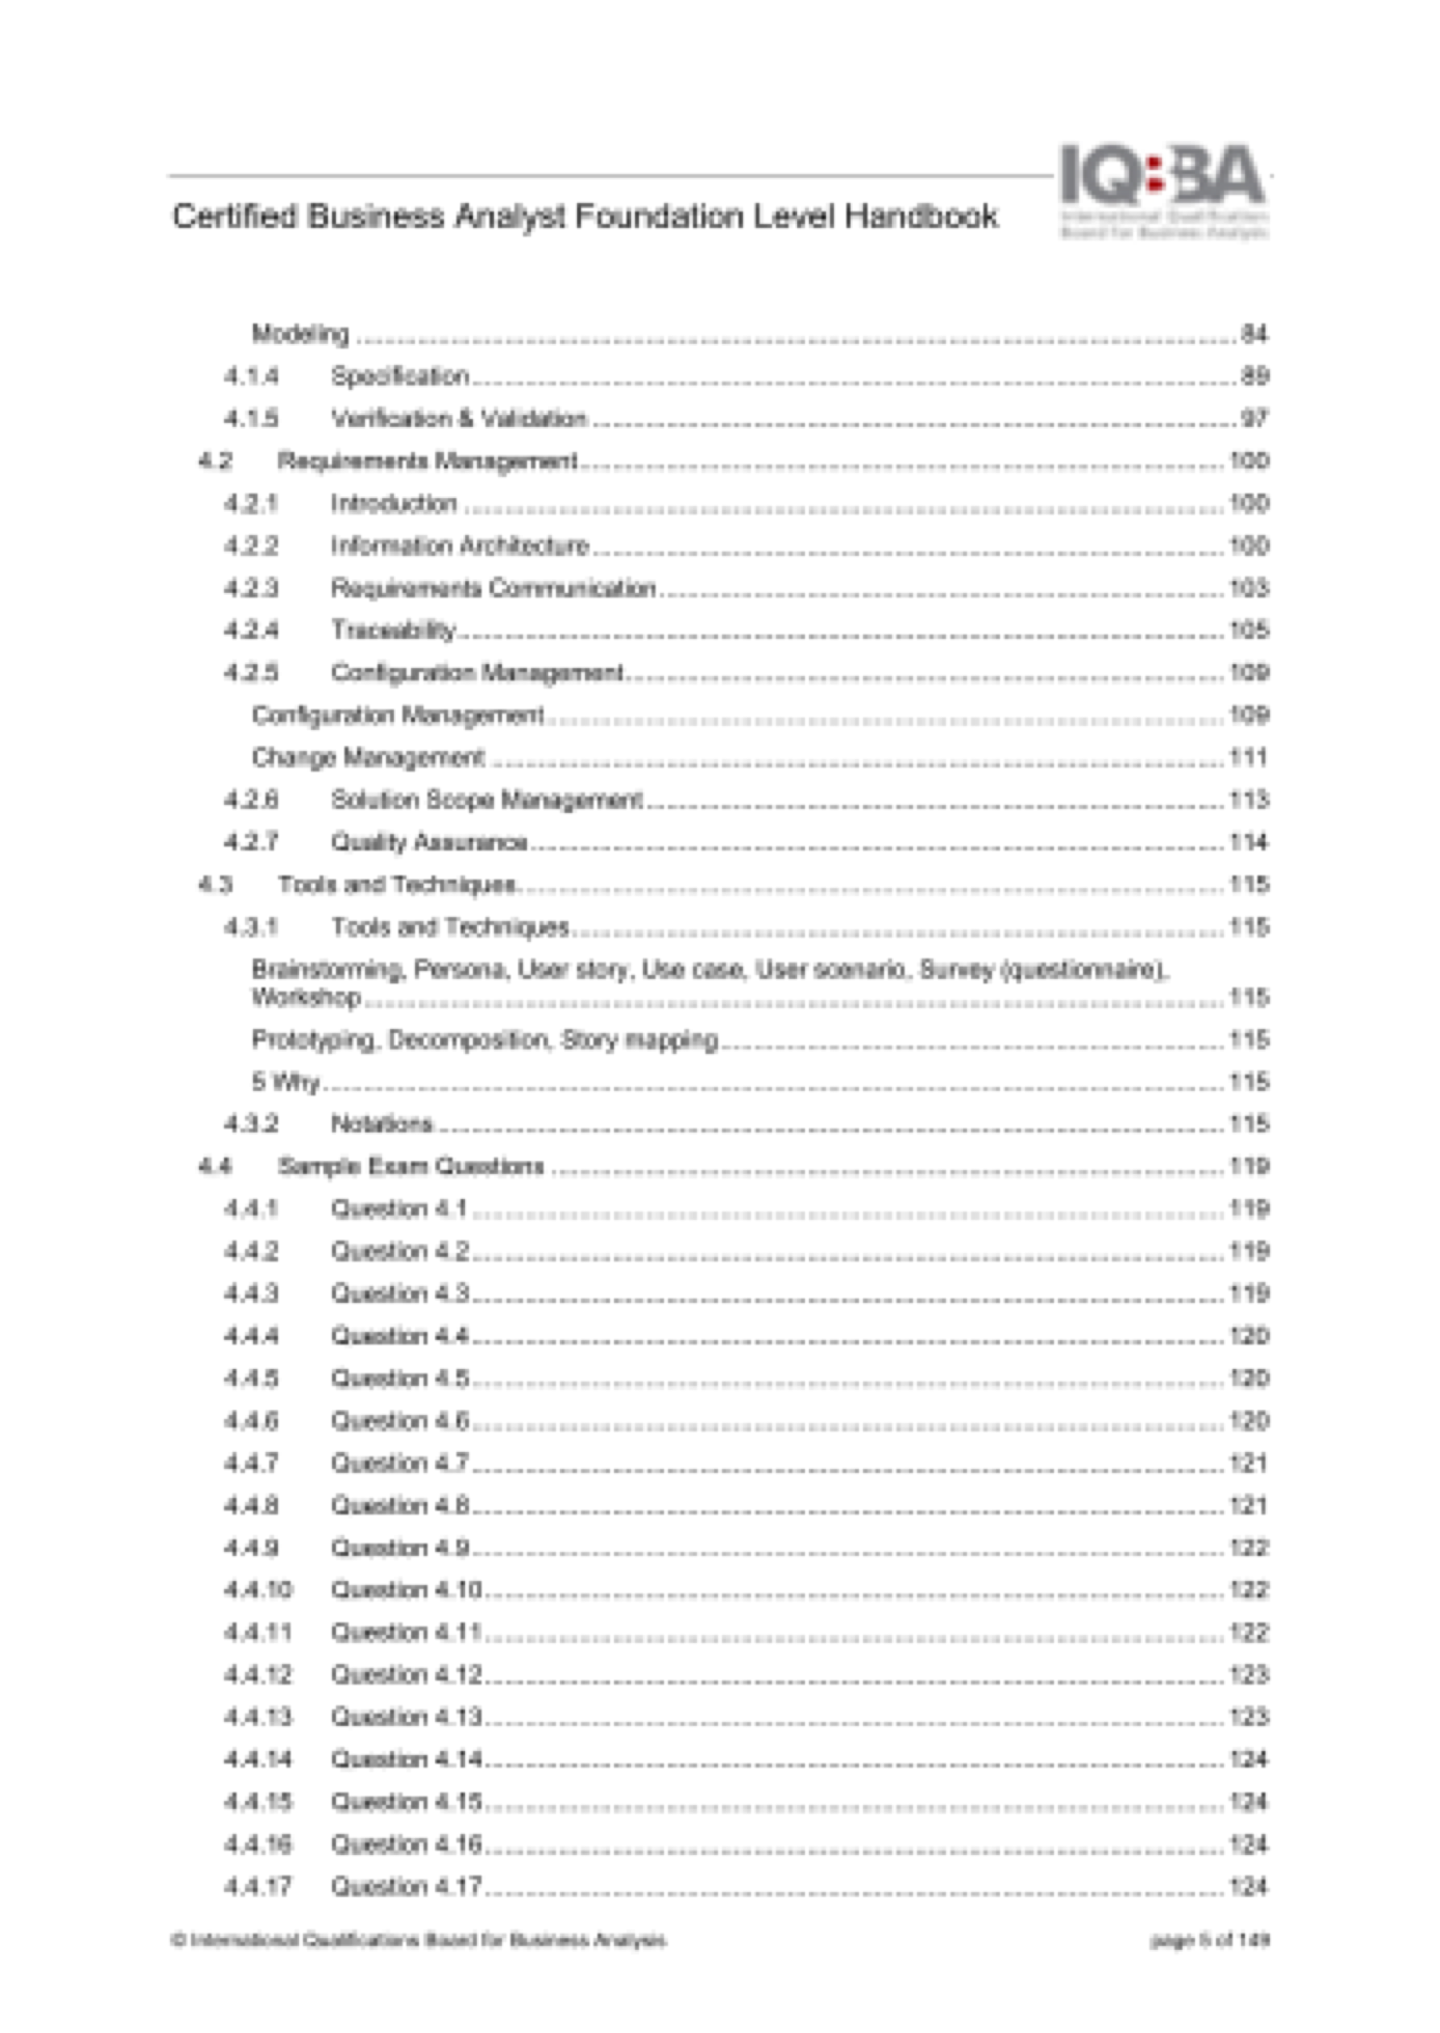 IQ:BA
International Qualification
Board for Business Analysis
Certified Business Analyst Foundation Level Handbook
Modeling ........ 84
4.1.4 Specification ........ 89
4.1.5 Verification & Validation ........ 97
4.2 Requirements Management ........ 100
4.2.1 Introduction ........ 100
4.2.2 Information Architecture ........ 100
4.2.3 Requirements Communication ........ 103
4.2.4 Traceability ........ 105
4.2.5 Configuration Management ........ 109
Configuration Management ........ 109
Change Management ........ 111
4.2.6 Solution Scope Management ........ 113
4.2.7 Quality Assurance ........ 114
4.3 Tools and Techniques ........ 115
4.3.1 Tools and Techniques ........ 115
Brainstorming, Persona, User story, Use case, User scenario, Survey (questionnaire),
Workshop ........ 115
Prototyping, Decomposition, Story mapping ........ 115
5 Why ........ 115
4.3.2 Notations ........ 115
4.4 Sample Exam Questions ........ 119
4.4.1 Question 4.1 ........ 119
4.4.2 Question 4.2 ........ 119
4.4.3 Question 4.3 ........ 119
4.4.4 Question 4.4 ........ 120
4.4.5 Question 4.5 ........ 120
4.4.6 Question 4.6 ........ 120
4.4.7 Question 4.7 ........ 121
4.4.8 Question 4.8 ........ 121
4.4.9 Question 4.9 ........ 122
4.4.10 Question 4.10 ........ 122
4.4.11 Question 4.11 ........ 122
4.4.12 Question 4.12 ........ 123
4.4.13 Question 4.13 ........ 123
4.4.14 Question 4.14 ........ 124
4.4.15 Question 4.15 ........ 124
4.4.16 Question 4.16 ........ 124
4.4.17 Question 4.17 ........ 124
© International Qualifications Board for Business Analysis page 5 of 149